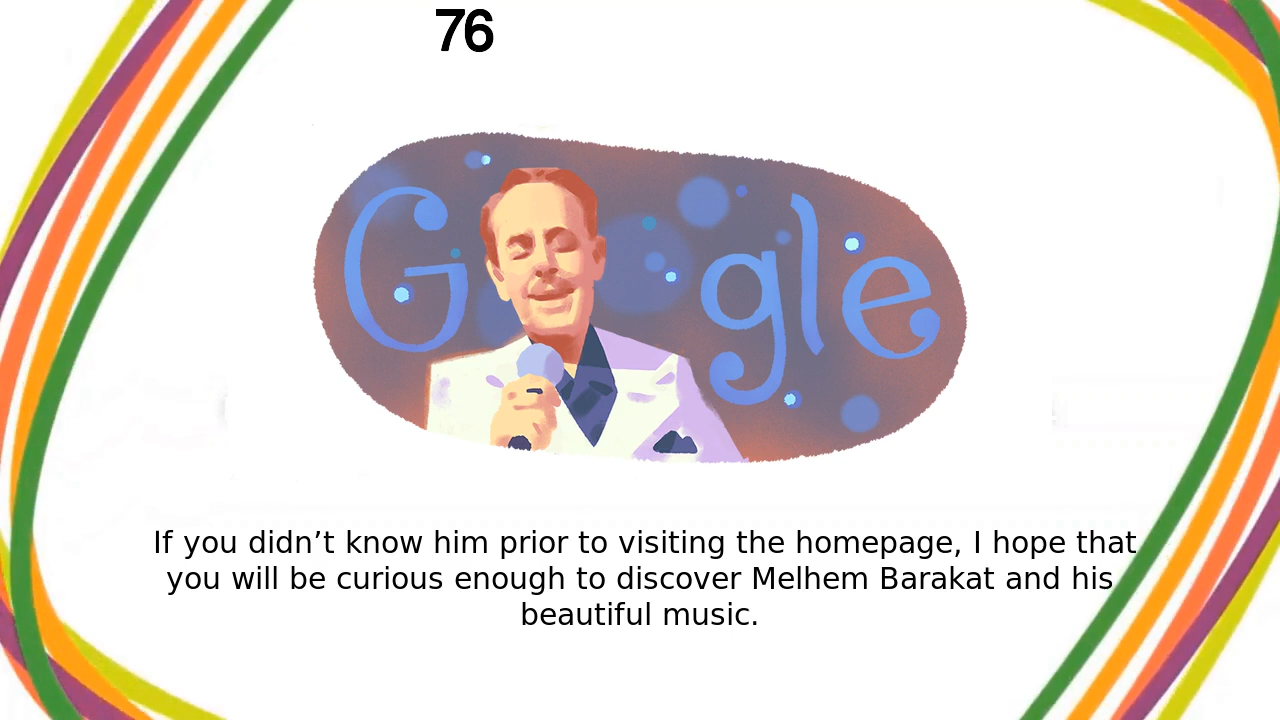 76
Google
If you didn’t know him prior to visiting the homepage, I hope that
you will be curious enough to discover Melhem Barakat and his
beautiful music.